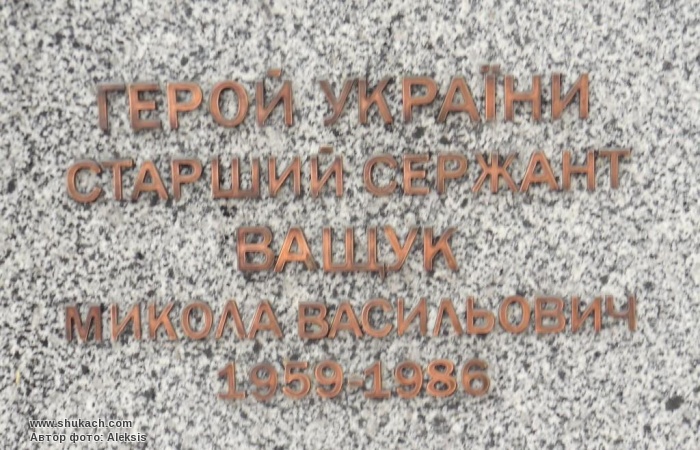 ГЕРОЙ УКРАЇНИ
СТАРШИЙ СЕРЖАНТ
ВАЩУК
МИКОЛА ВАСИЛЬОВИЧ
1959-1986
www.shukach.com
Автор фото: Aleksis